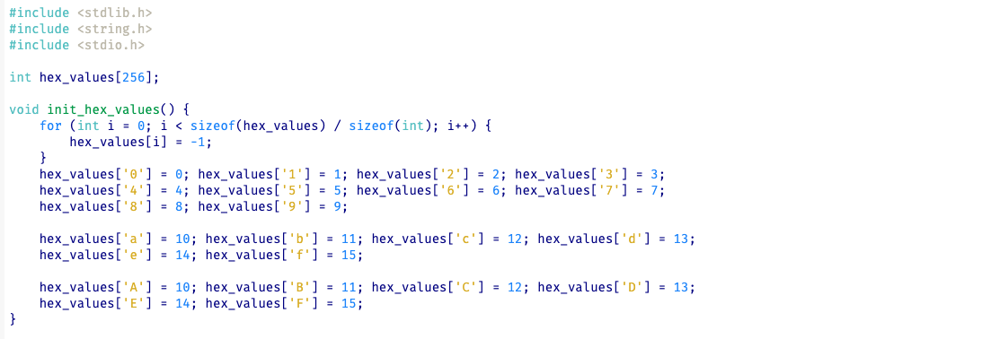 #include <stdlib.h>
#include <string.h>
#include <stdio.h>

int hex_values[256];

void init_hex_values() {
    for (int i = 0; i < sizeof(hex_values) / sizeof(int); i++) {
        hex_values[i] = -1;
    }
    hex_values['0'] = 0; hex_values['1'] = 1; hex_values['2'] = 2; hex_values['3'] = 3;
    hex_values['4'] = 4; hex_values['5'] = 5; hex_values['6'] = 6; hex_values['7'] = 7;
    hex_values['8'] = 8; hex_values['9'] = 9;

    hex_values['a'] = 10; hex_values['b'] = 11; hex_values['c'] = 12; hex_values['d'] = 13;
    hex_values['e'] = 14; hex_values['f'] = 15;

    hex_values['A'] = 10; hex_values['B'] = 11; hex_values['C'] = 12; hex_values['D'] = 13;
    hex_values['E'] = 14; hex_values['F'] = 15;
}